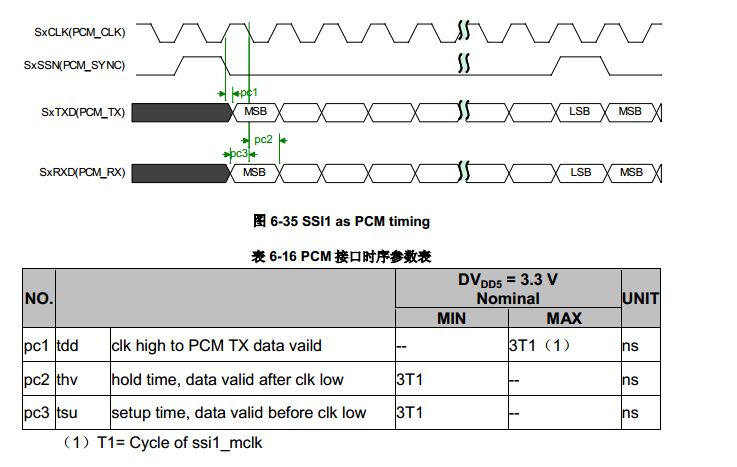 SxCLK(PCM_CLK)
SxSSN(PCM_SYNC)
pc1
SxTXD(PCM_TX) MSB LSB MSB
pc2
pc3
SxRXD(PCM_RX) MSB LSB MSB
图 6-35 SSI1 as PCM timing
表 6-16 PCM 接口时序参数表
NO. DVDD5 = 3.3 V Nominal UNIT
MIN MAX
pc1 tdd clk high to PCM TX data vaild -- 3T1（1） ns
pc2 thv hold time, data valid after clk low 3T1 -- ns
pc3 tsu setup time, data valid before clk low 3T1 -- ns
（1）T1= Cycle of ssi1_mclk